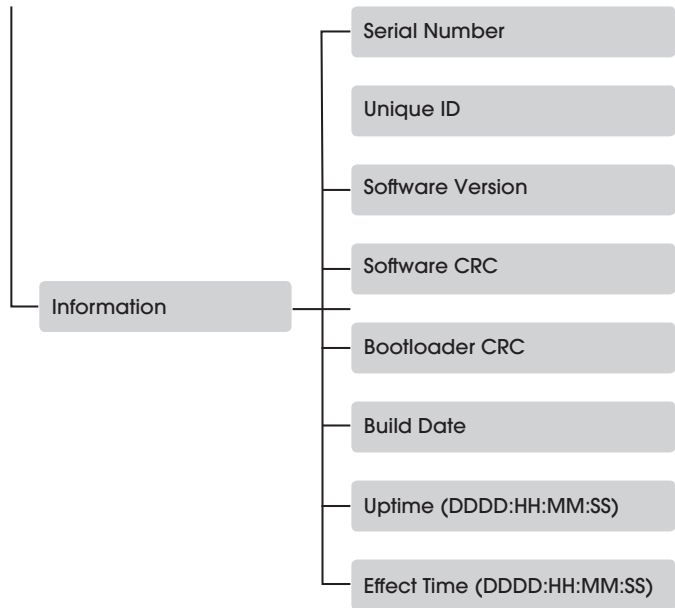 Serial Number
Unique ID
Software Version
Software CRC
Information
Bootloader CRC
Build Date
Uptime (DDDD:HH:MM:SS)
Effect Time (DDDD:HH:MM:SS)